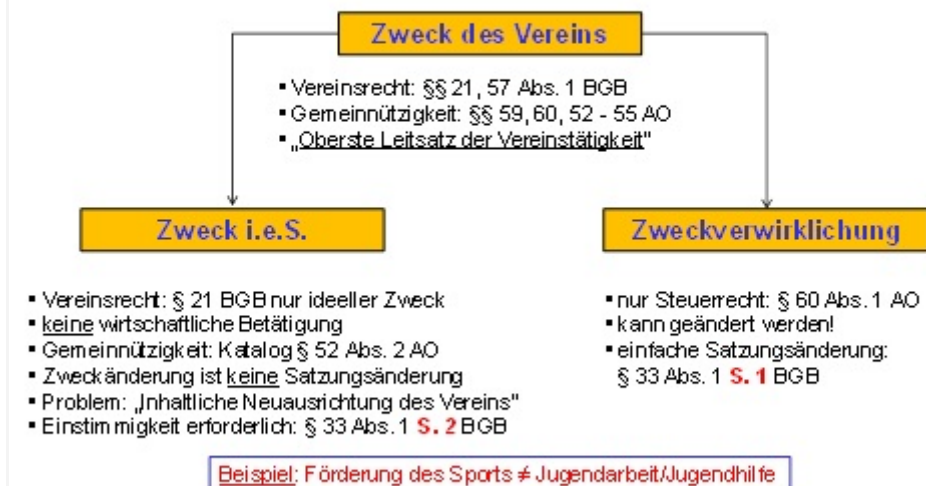 Zweck des Vereins
▪ Vereinsrecht: §§ 21, 57 Abs. 1 BGB
▪ Gemeinnützigkeit: §§ 59, 60, 52 - 55 AO
▪ „Oberste Leitsatz der Vereinstätigkeit"
Zweck i.e.S.
▪ Vereinsrecht: § 21 BGB nur ideeller Zweck
▪ keine wirtschaftliche Betätigung
▪ Gemeinnützigkeit: Katalog § 52 Abs. 2 AO
▪ Zweckänderung ist keine Satzungsänderung
▪ Problem: „Inhaltliche Neuausrichtung des Vereins"
▪ Einstimmigkeit erforderlich: § 33 Abs. 1 S. 2 BGB
Zweckverwirklichung
▪ nur Steuerrecht: § 60 Abs. 1 AO
▪ kann geändert werden!
▪ einfache Satzungsänderung:
§ 33 Abs. 1 S. 1 BGB
Beispiel: Förderung des Sports ≠ Jugendarbeit/Jugendhilfe